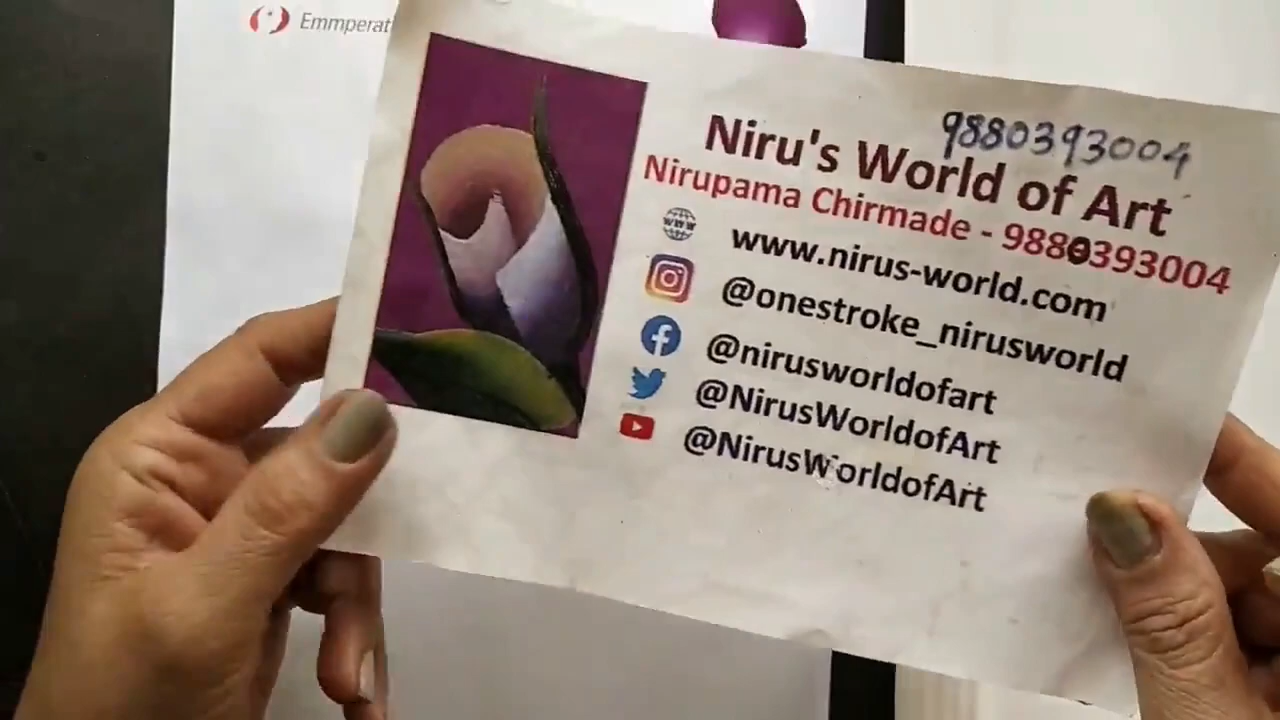 Emmperat
9880393004
Niru's World of Art
Nirupama Chirmade - 9880393004
www.nirus-world.com
@onestroke_nirusworld
@nirusworldofart
@NirusWorldofArt
@NirusWorldofArt